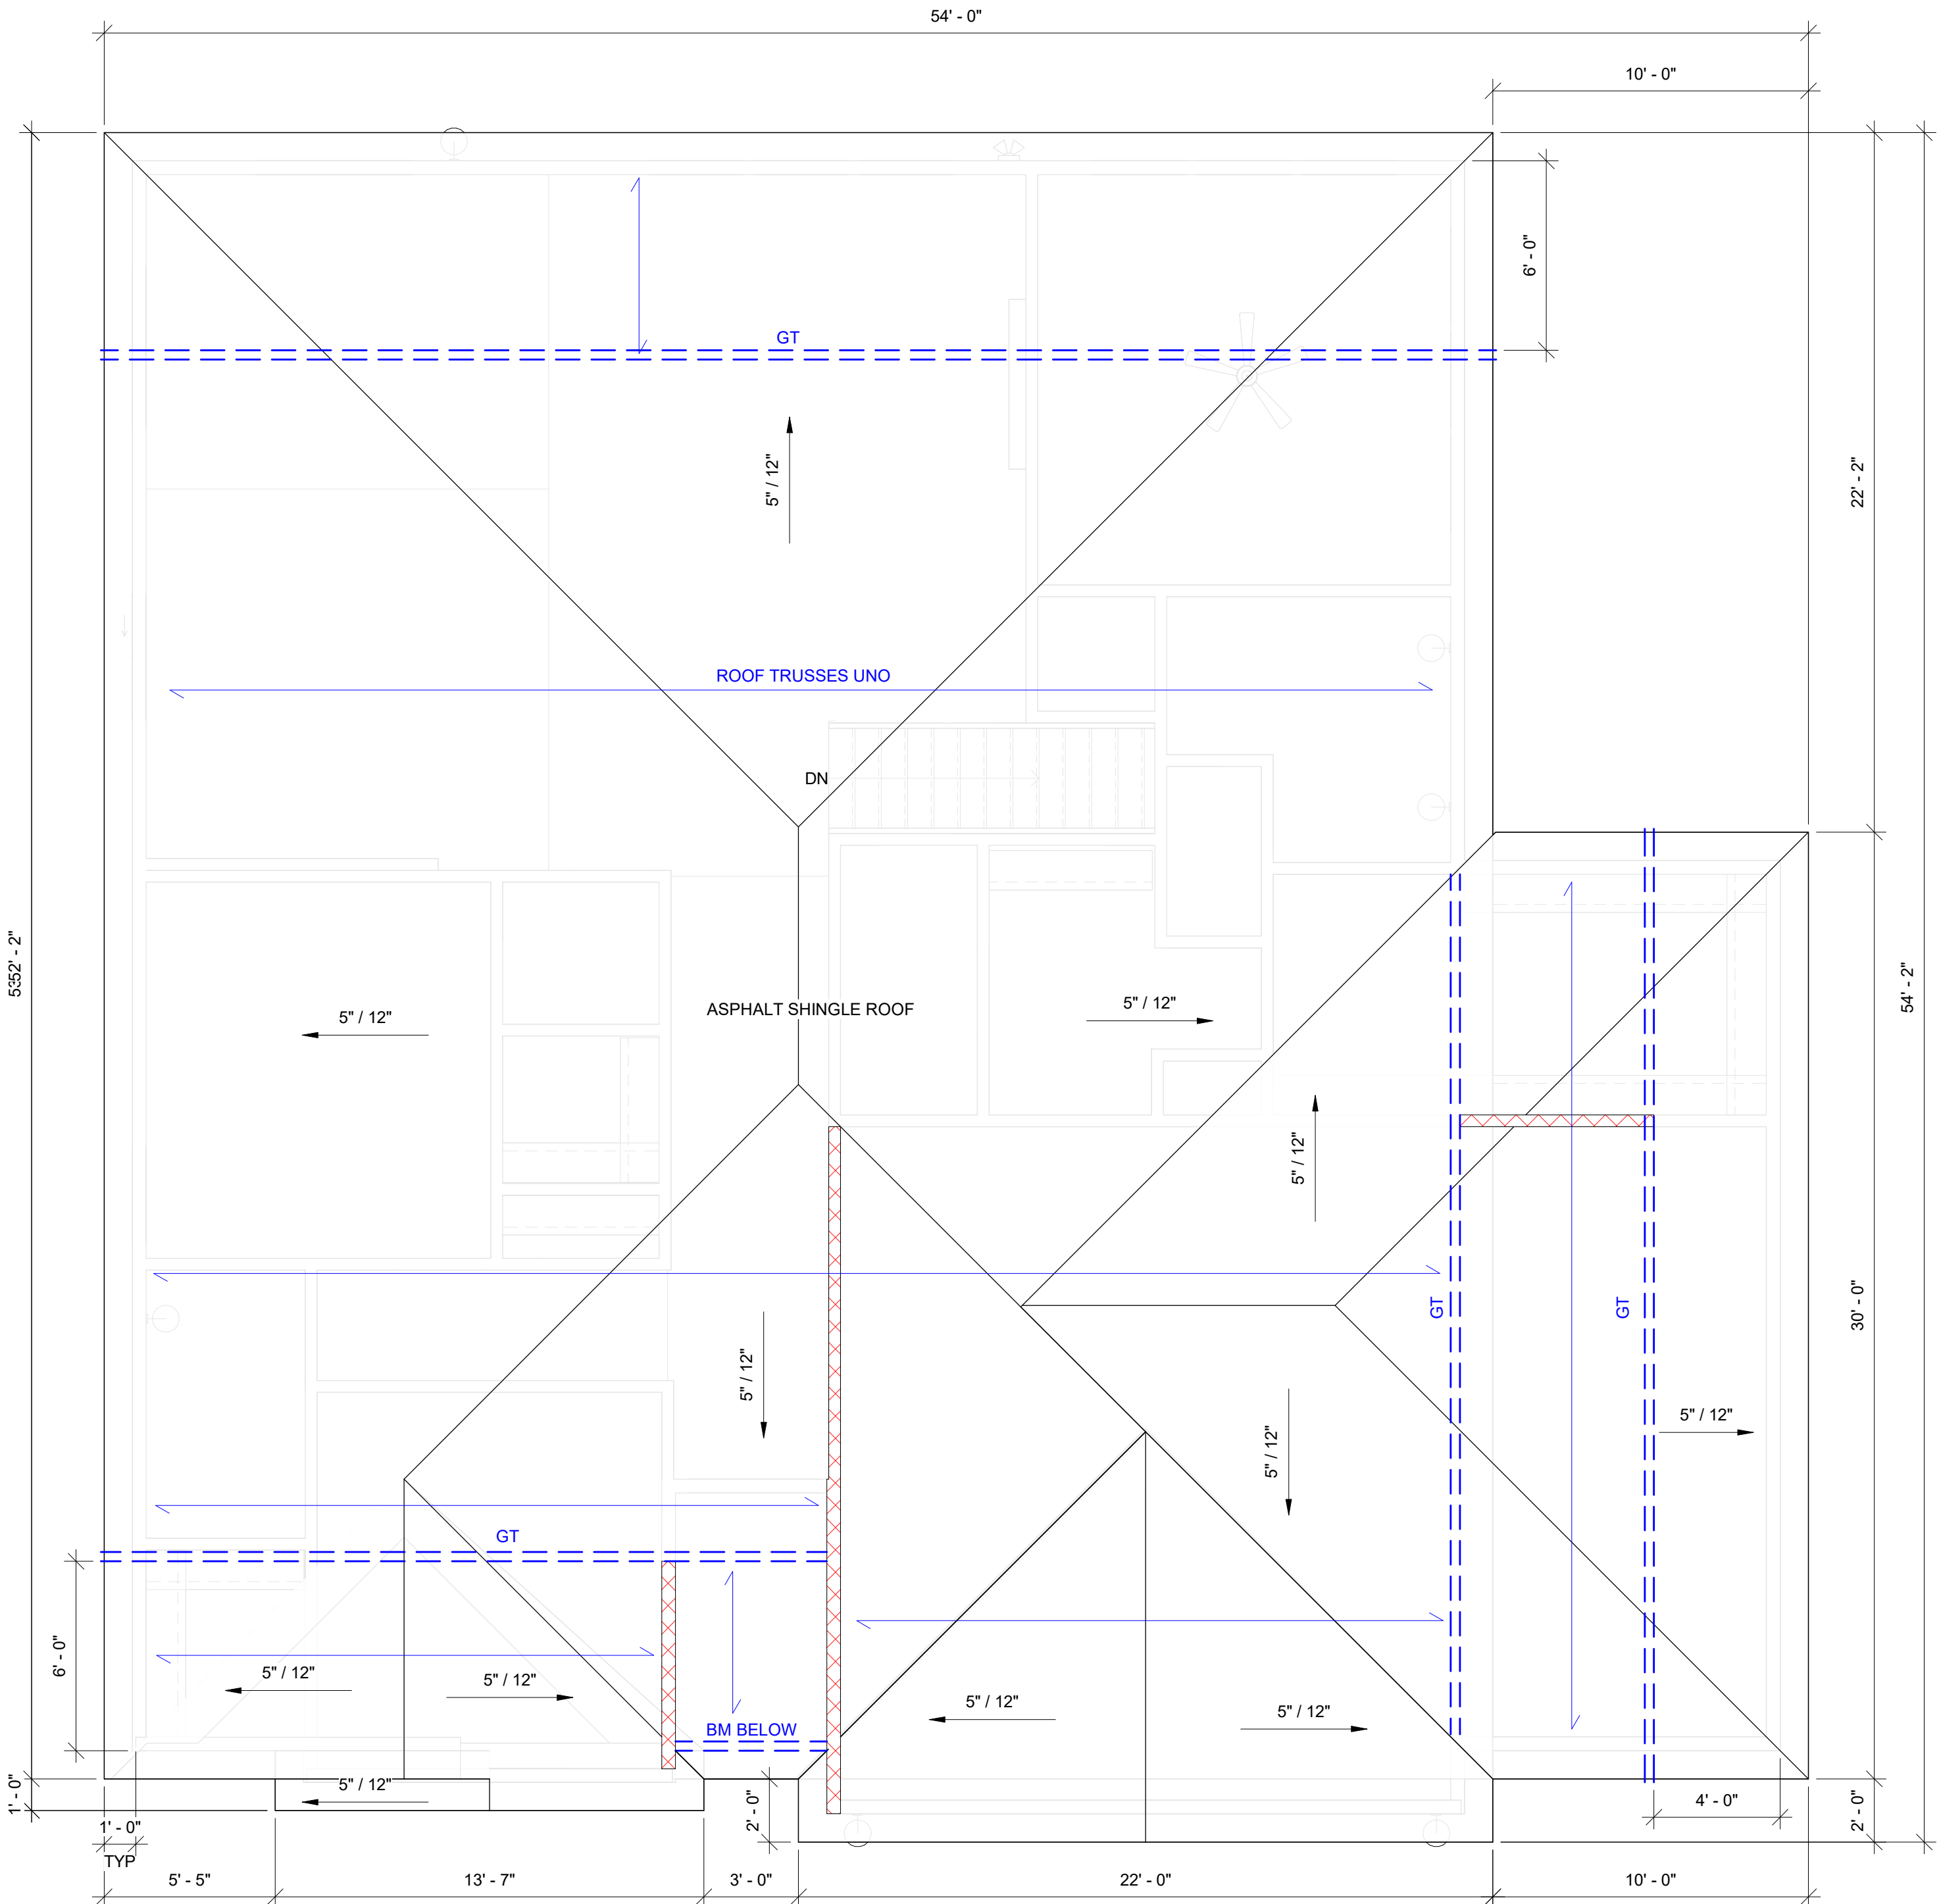 54' - 0"
10' - 0"
6' - 0"
GT
22' - 2"
5" / 12"
ROOF TRUSSES UNO
DN
52' - 2"
54' - 2"
ASPHALT SHINGLE ROOF
5" / 12"
5" / 12"
5" / 12"
30' - 0"
GT
GT
5" / 12"
5" / 12"
5" / 12"
GT
6' - 0"
5" / 12"
5" / 12"
5" / 12"
5" / 12"
BM BELOW
5" / 12"
1' - 0"
2' - 0"
4' - 0"
2' - 0"
1' - 0"
TYP
5' - 5"
13' - 7"
3' - 0"
22' - 0"
10' - 0"